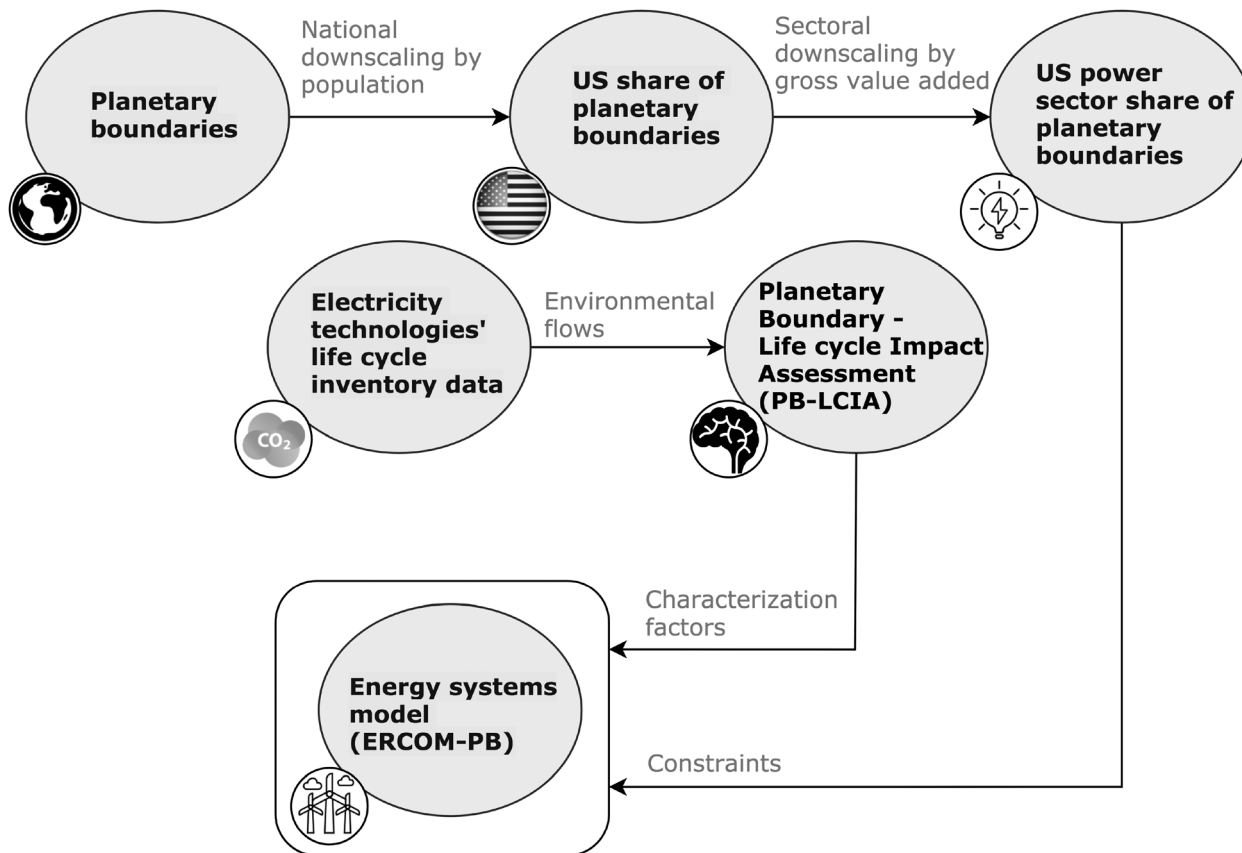 Planetary
boundaries
National
downscaling by
population
US share of
planetary
boundaries
Sectoral
downscaling by
gross value added
US power
sector share of
planetary
boundaries
Electricity
technologies'
life cycle
inventory data
CO₂
Environmental
flows
Planetary
Boundary -
Life cycle Impact
Assessment
(PB-LCIA)
Characterization
factors
Energy systems
model
(ERCOM-PB)
Constraints